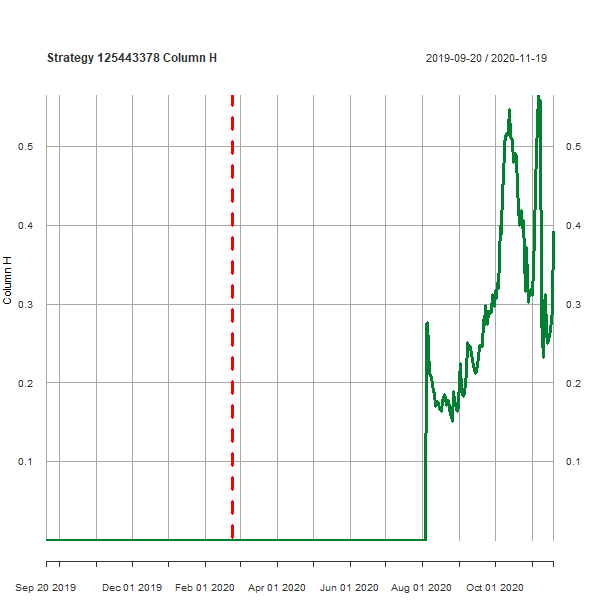 Strategy 125443378 Column H
2019-09-20 / 2020-11-19
Column H
0.5
0.5
0.4
0.4
0.3
0.3
0.2
0.2
0.1
0.1
Sep 20 2019
Dec 01 2019
Feb 01 2020
Apr 01 2020
Jun 01 2020
Aug 01 2020
Oct 01 2020